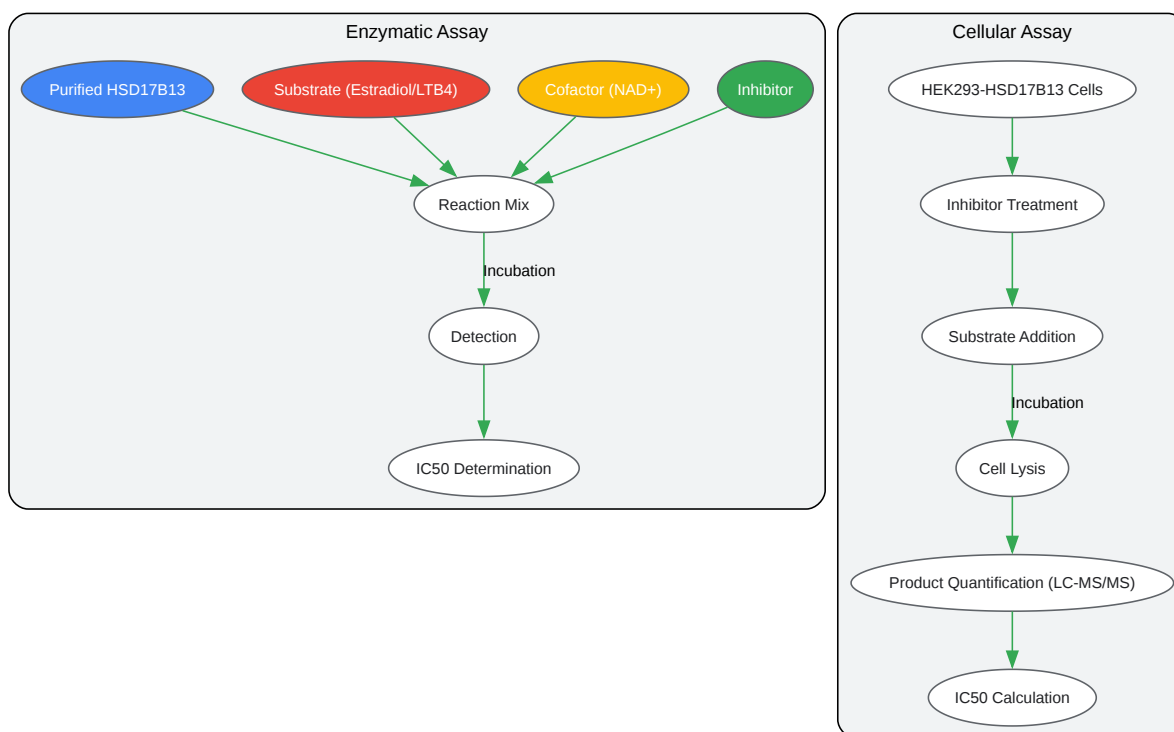 Enzymatic Assay
Purified HSD17B13
Substrate (Estradiol/LTB4)
Cofactor (NAD+)
Inhibitor
Reaction Mix
Incubation
Detection
IC50 Determination
Cellular Assay
HEK293-HSD17B13 Cells
Inhibitor Treatment
Substrate Addition
Incubation
Cell Lysis
Product Quantification (LC-MS/MS)
IC50 Calculation